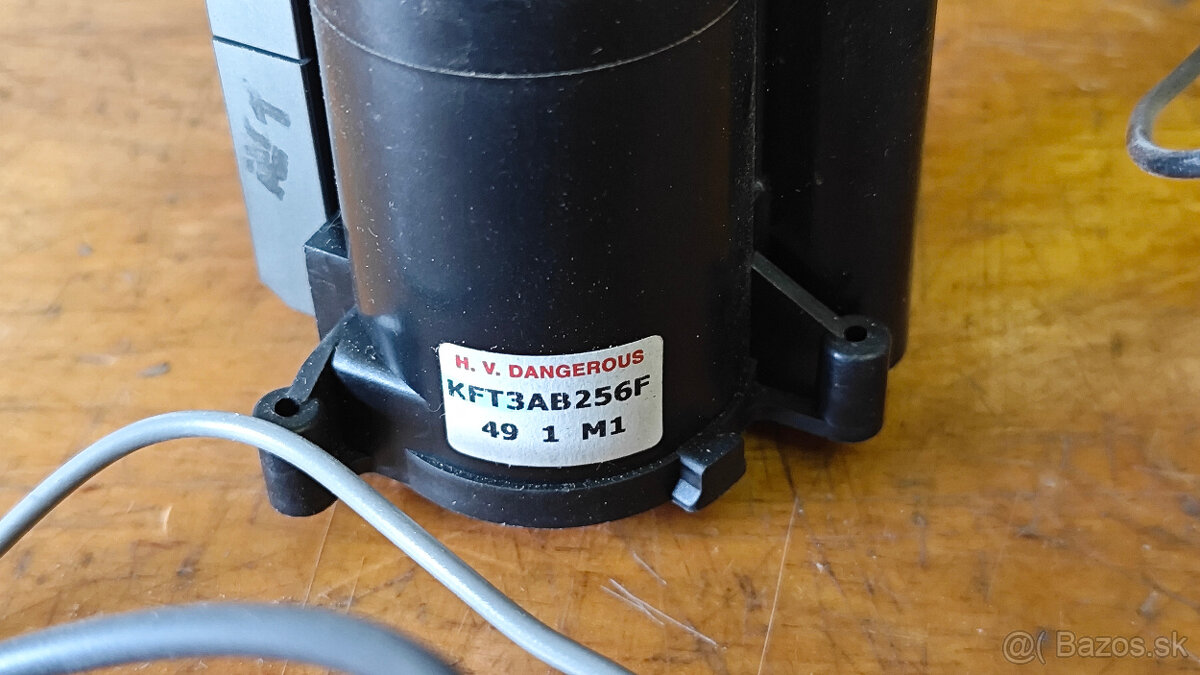 H. V. DANGEROUS
KFT3AB256F
49 1 M1
@( Bazos.sk